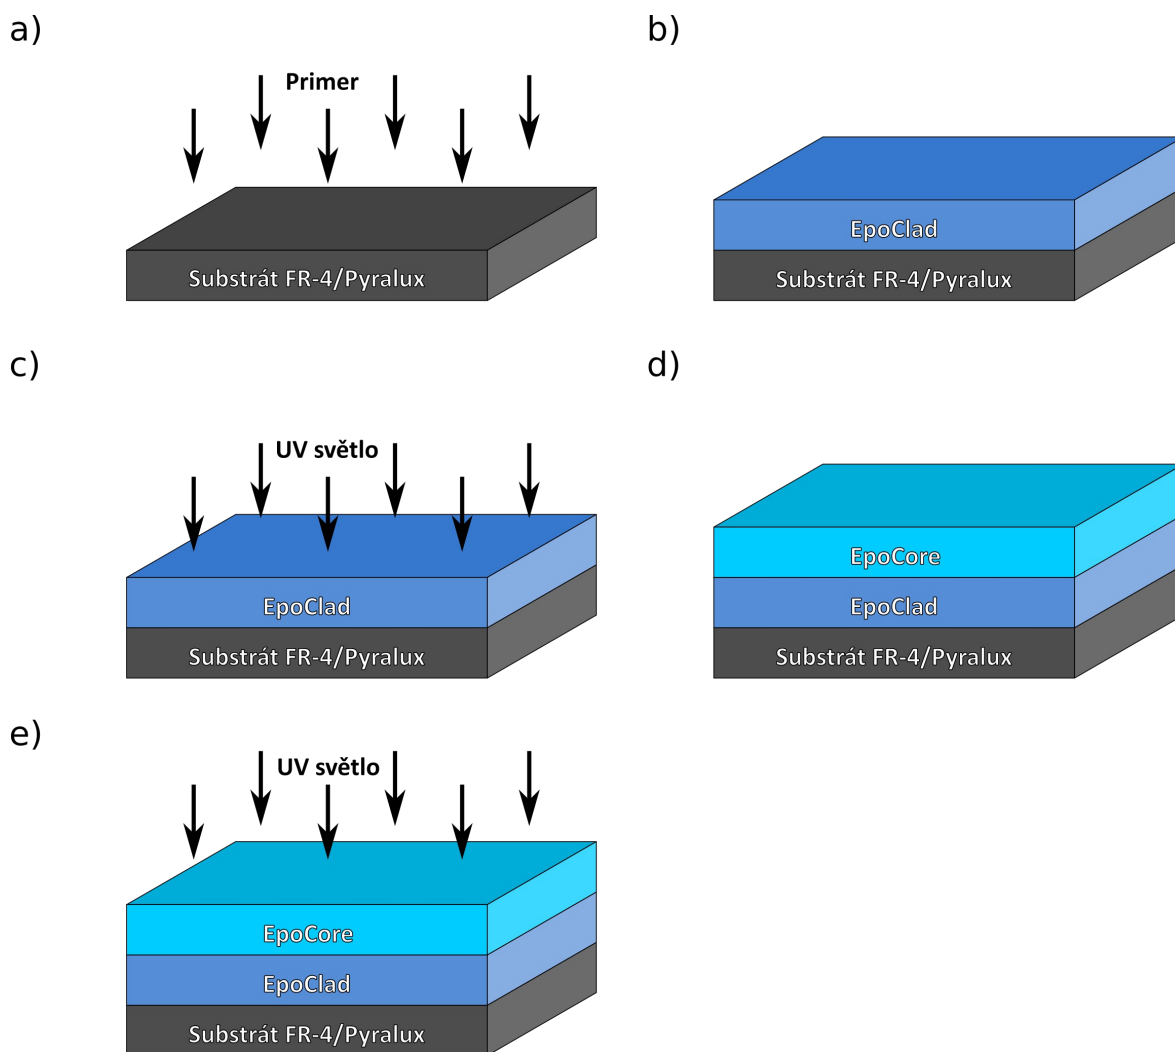 a)
Primer
Substrát FR-4/Pyralux
b)
EpoClad
Substrát FR-4/Pyralux
c)
UV světlo
EpoClad
Substrát FR-4/Pyralux
d)
EpoCore
EpoClad
Substrát FR-4/Pyralux
e)
UV světlo
EpoCore
EpoClad
Substrát FR-4/Pyralux